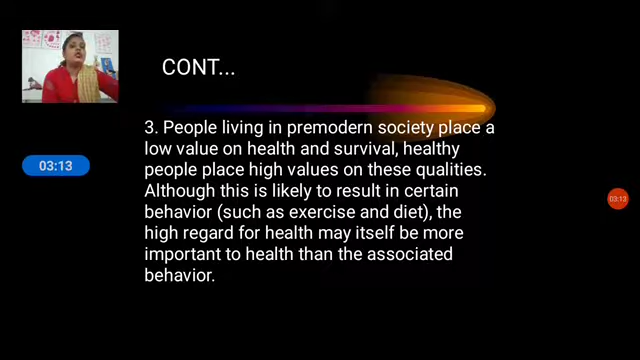 CONT...
03:13
3. People living in premodern society place a
low value on health and survival, healthy
people place high values on these qualities.
Although this is likely to result in certain
behavior (such as exercise and diet), the
high regard for health may itself be more
important to health than the associated
behavior.
03:13